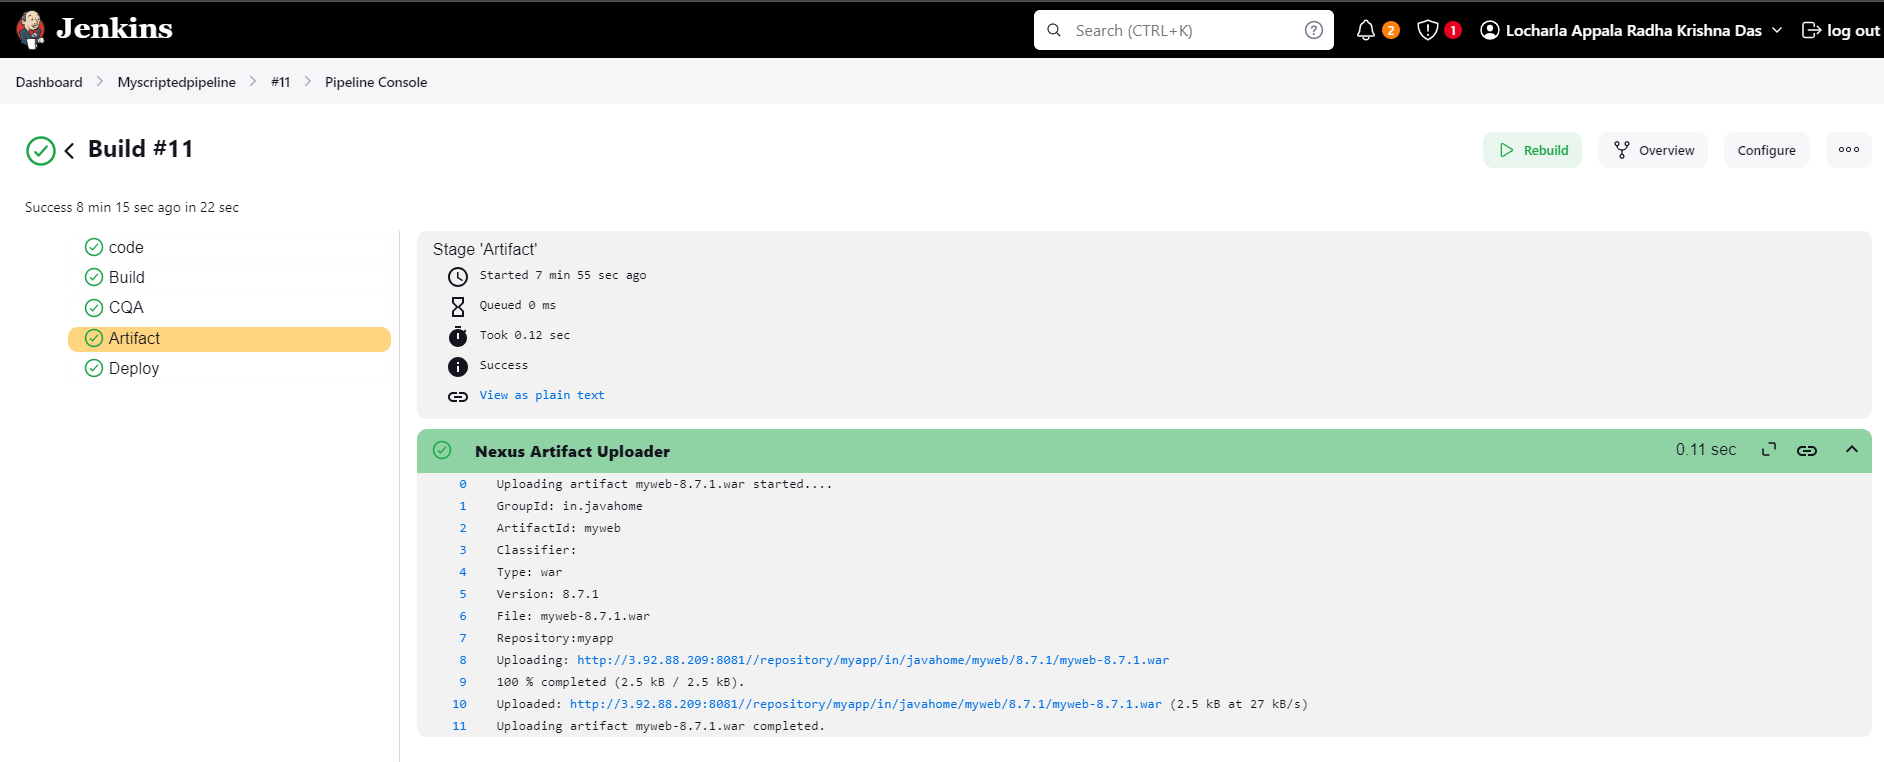 Jenkins
Search (CTRL+K)
2
1
Locharla Appala Radha Krishna Das
log out
Dashboard
Myscriptedpipeline
#11
Pipeline Console
Build #11
Rebuild
Overview
Configure
Success 8 min 15 sec ago in 22 sec
code
Build
CQA
Artifact
Deploy
Stage 'Artifact'
Started 7 min 55 sec ago
Queued 0 ms
Took 0.12 sec
Success
View as plain text
Nexus Artifact Uploader
0.11 sec
0 Uploading artifact myweb-8.7.1.war started....
1 GroupId: in.javahome
2 ArtifactId: myweb
3 Classifier:
4 Type: war
5 Version: 8.7.1
6 File: myweb-8.7.1.war
7 Repository:myapp
8 Uploading: http://3.92.88.209:8081//repository/myapp/in/javahome/myweb/8.7.1/myweb-8.7.1.war
9 100 % completed (2.5 kB / 2.5 kB).
10 Uploaded: http://3.92.88.209:8081//repository/myapp/in/javahome/myweb/8.7.1/myweb-8.7.1.war (2.5 kB at 27 kB/s)
11 Uploading artifact myweb-8.7.1.war completed.